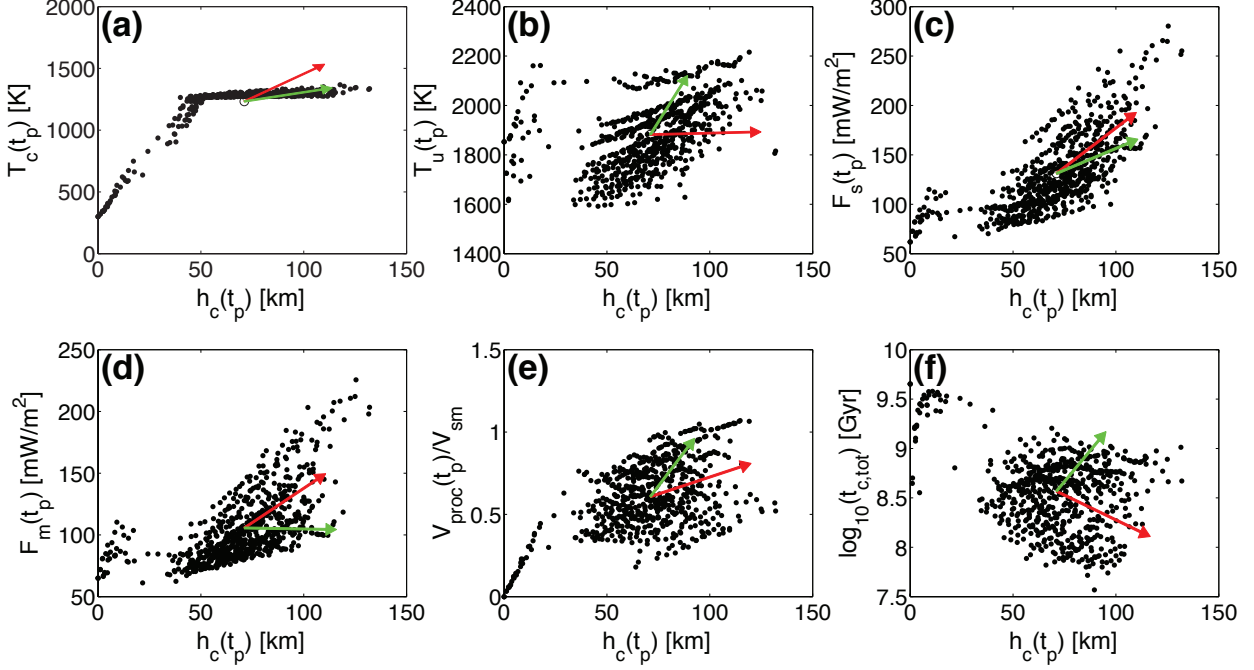 (a) (b) (c)
2000 2400 300
1500 2200 250
1000 2000 200
500 1800 150
0 1600 100
1400 50
T_c(t_p) [K] T_u(t_p) [K] F_s(t_p) [mW/m^2]
0 50 100 150 0 50 100 150 0 50 100 150
h_c(t_p) [km] h_c(t_p) [km] h_c(t_p) [km]
(d) (e) (f)
250 1.5 10
200 1 9.5
150 0.5 9
100 0 8.5
50 8
7.5
F_m(t_p) [mW/m^2] V_proc(t_p)/V_sm log_10(t_c,tot) [Gyr]
0 50 100 150 0 50 100 150 0 50 100 150
h_c(t_p) [km] h_c(t_p) [km] h_c(t_p) [km]